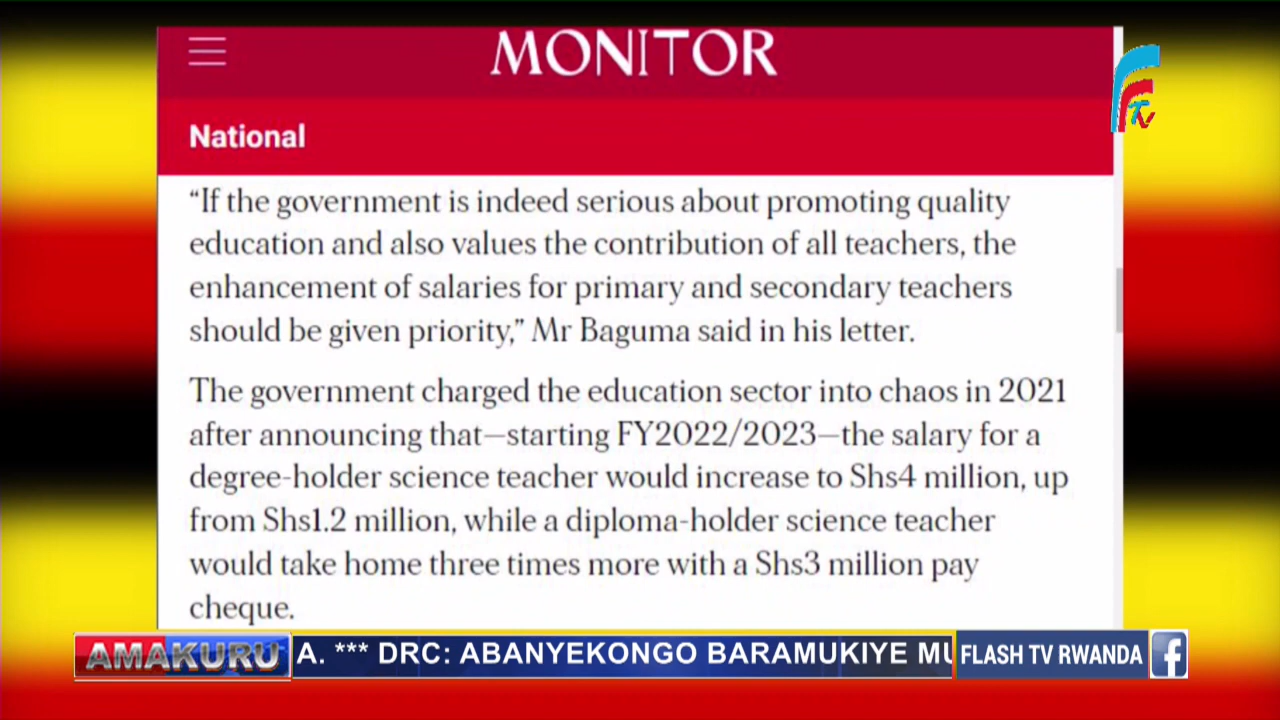 MONITOR
National
“If the government is indeed serious about promoting quality
education and also values the contribution of all teachers, the
enhancement of salaries for primary and secondary teachers
should be given priority,” Mr Baguma said in his letter.
The government charged the education sector into chaos in 2021
after announcing that—starting FY2022/2023—the salary for a
degree-holder science teacher would increase to Shs4 million, up
from Shs1.2 million, while a diploma-holder science teacher
would take home three times more with a Shs3 million pay
cheque.
AMAKURU
A. *** DRC: ABANYEKONGO BARAMUKIYE MU
FLASH TV RWANDA
f
F TV